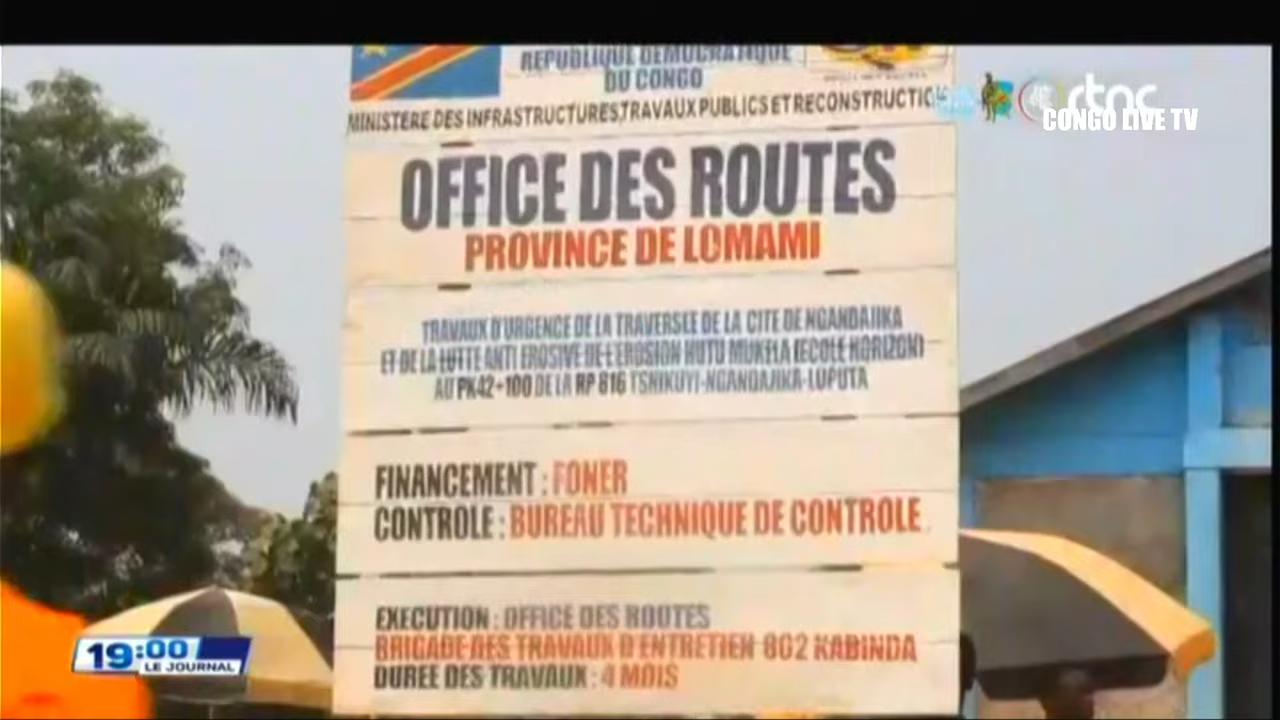 REPUBLIQUE DEMOCRATIQUE
DU CONGO
MINISTERE DES INFRASTRUCTURES,TRAVAUX PUBLICS ET RECONSTRUCTIO
rtnc
CONGO LIVE TV
OFFICE DES ROUTES
PROVINCE DE LOMAMI
TRAVAUX D'URGENCE DE LA TRAVERSEE DE LA CITE DE NGANDAJIKA
ET DE LA LUTTE ANTI EROSIVE DE L'EROSION HUTU MUKELA (ECOLE HORIZON)
AU PK42+100 DE LA RP 616 TSHIKUYI-NGANDAJIKA-LUPUTA
FINANCEMENT : FONER
CONTROLE : BUREAU TECHNIQUE DE CONTROLE
EXECUTION : OFFICE DES ROUTES
BRIGADE DES TRAVAUX D'ENTRETIEN 802 KABINDA
DUREE DES TRAVAUX : 4 MOIS
19:00
LE JOURNAL